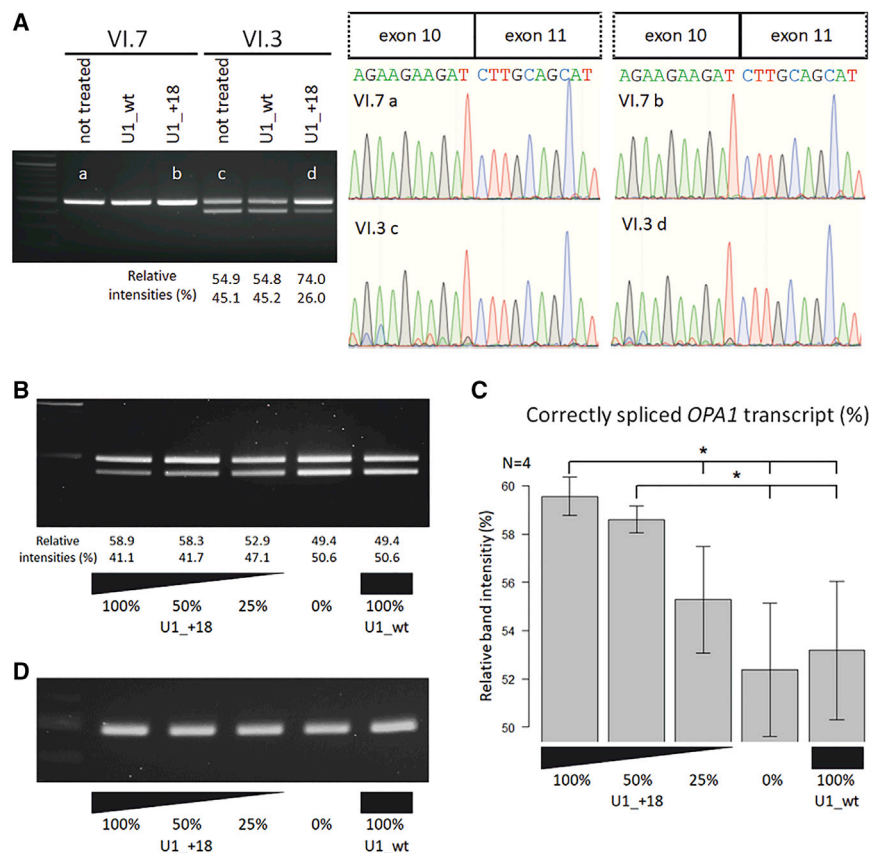 A
VI.7
VI.3
not treated
U1_wt
U1_+18
not treated
U1_wt
U1_+18
a
b
c
d
Relative
intensities (%)
54.9 54.8 74.0
45.1 45.2 26.0
exon 10 exon 11
AGAAGAAGAT CTTGCAGCAT
VI.7 a
VI.3 c
exon 10 exon 11
AGAAGAAGAT CTTGCAGCAT
VI.7 b
VI.3 d
B
Relative
intensities (%)
58.9 58.3 52.9 49.4 49.4
41.1 41.7 47.1 50.6 50.6
100% 50% 25% 0% 100%
U1_+18 U1_wt
C
Correctly spliced OPA1 transcript (%)
N=4
*
*
Relative band intensitiy (%)
60
58
56
54
52
50
100% 50% 25% 0% 100%
U1_+18 U1_wt
D
100% 50% 25% 0% 100%
U1_+18 U1_wt